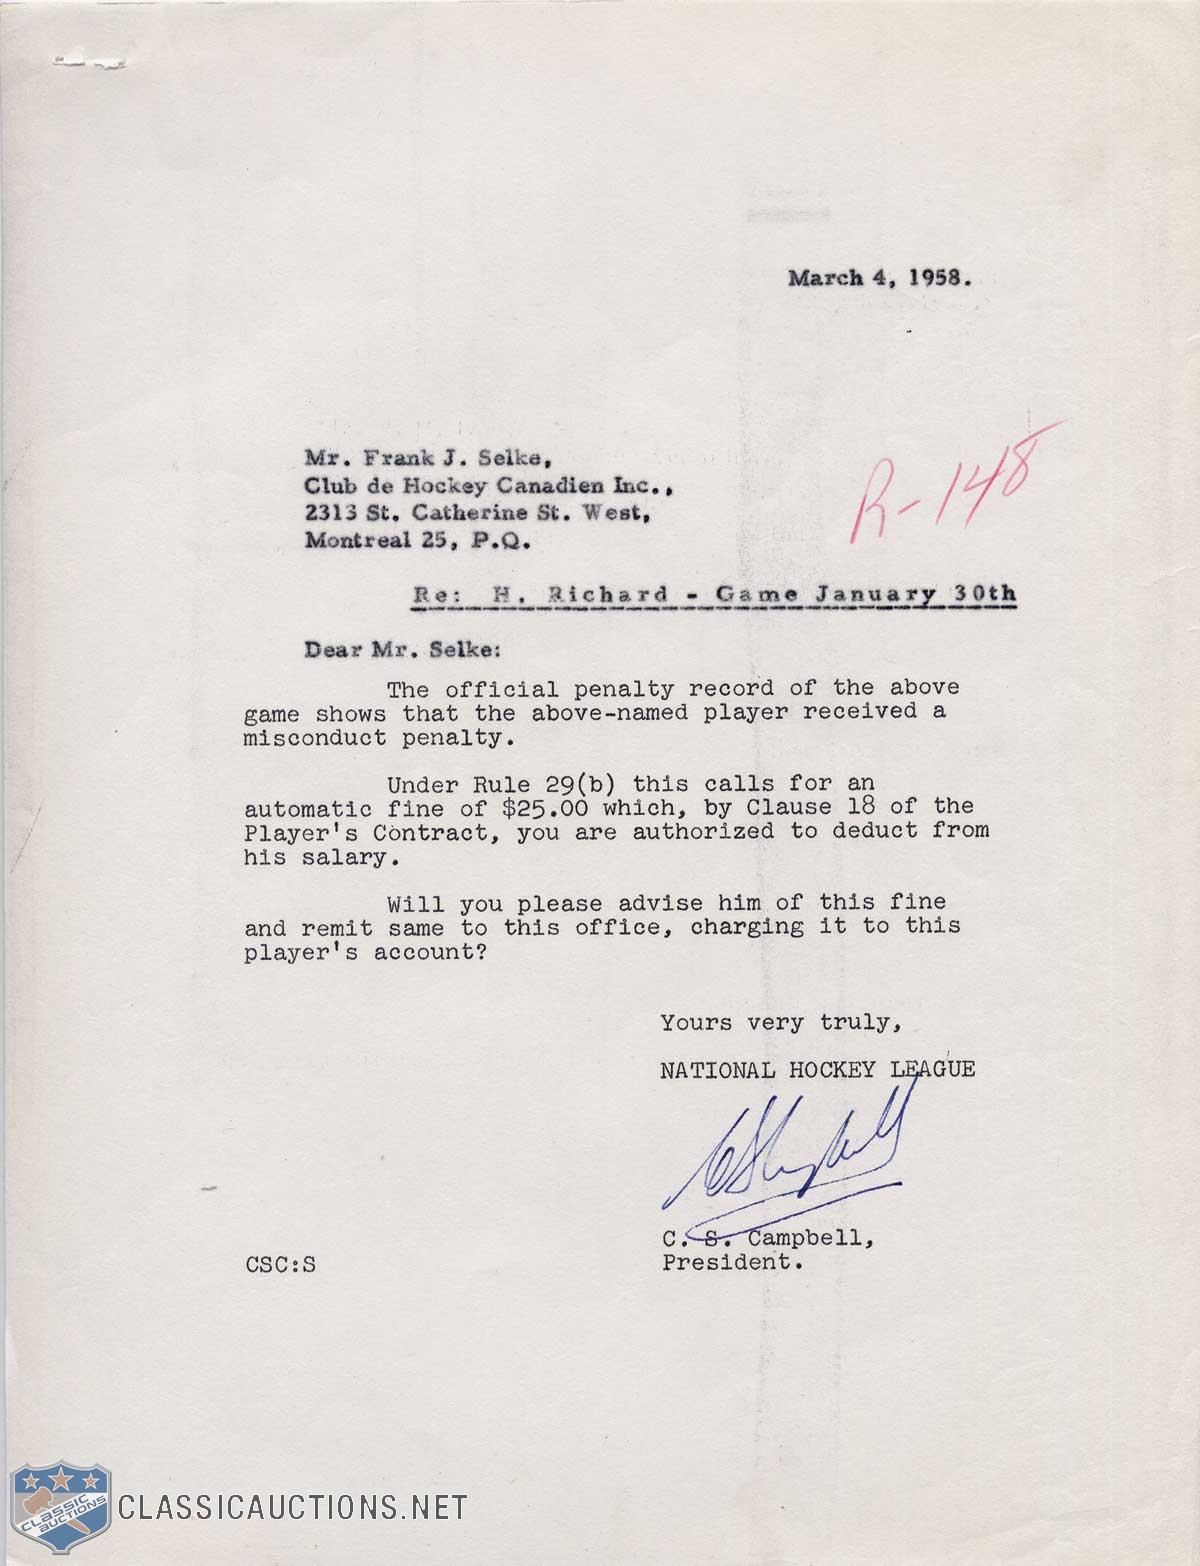 March 4, 1958.
Mr. Frank J. Selke,
Club de Hockey Canadien Inc.,
2313 St. Catherine St. West,
Montreal 25, P.Q.
R-148
Re: H. Richard - Game January 30th
Dear Mr. Selke:
The official penalty record of the above
game shows that the above-named player received a
misconduct penalty.
Under Rule 29(b) this calls for an
automatic fine of $25.00 which, by Clause 18 of the
Player's Contract, you are authorized to deduct from
his salary.
Will you please advise him of this fine
and remit same to this office, charging it to this
player's account?
Yours very truly,
NATIONAL HOCKEY LEAGUE
CSCampbell
C. S. Campbell,
President.
CSC:S
CLASSIC AUCTIONS
CLASSICAUCTIONS.NET